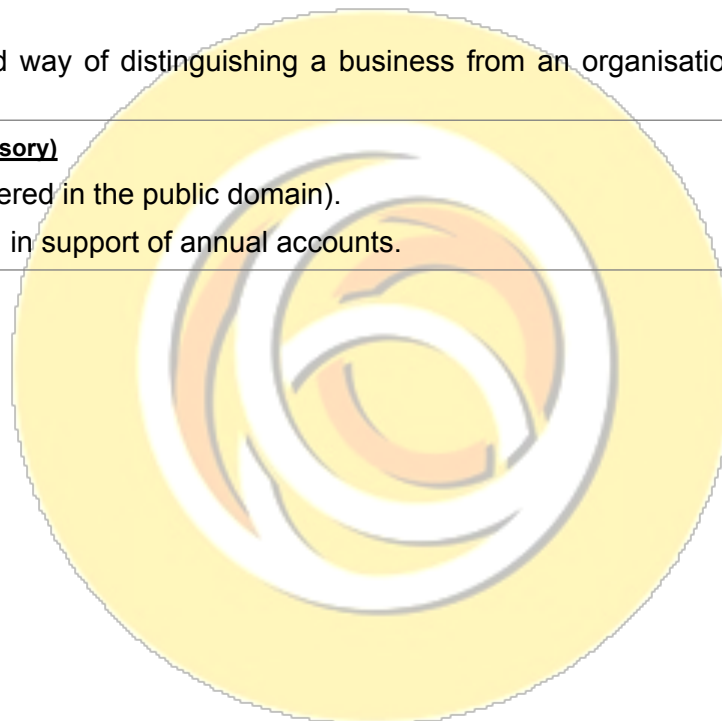 way of distinguishing a business from an organisatio
sory)
ered in the public domain).
in support of annual accounts.